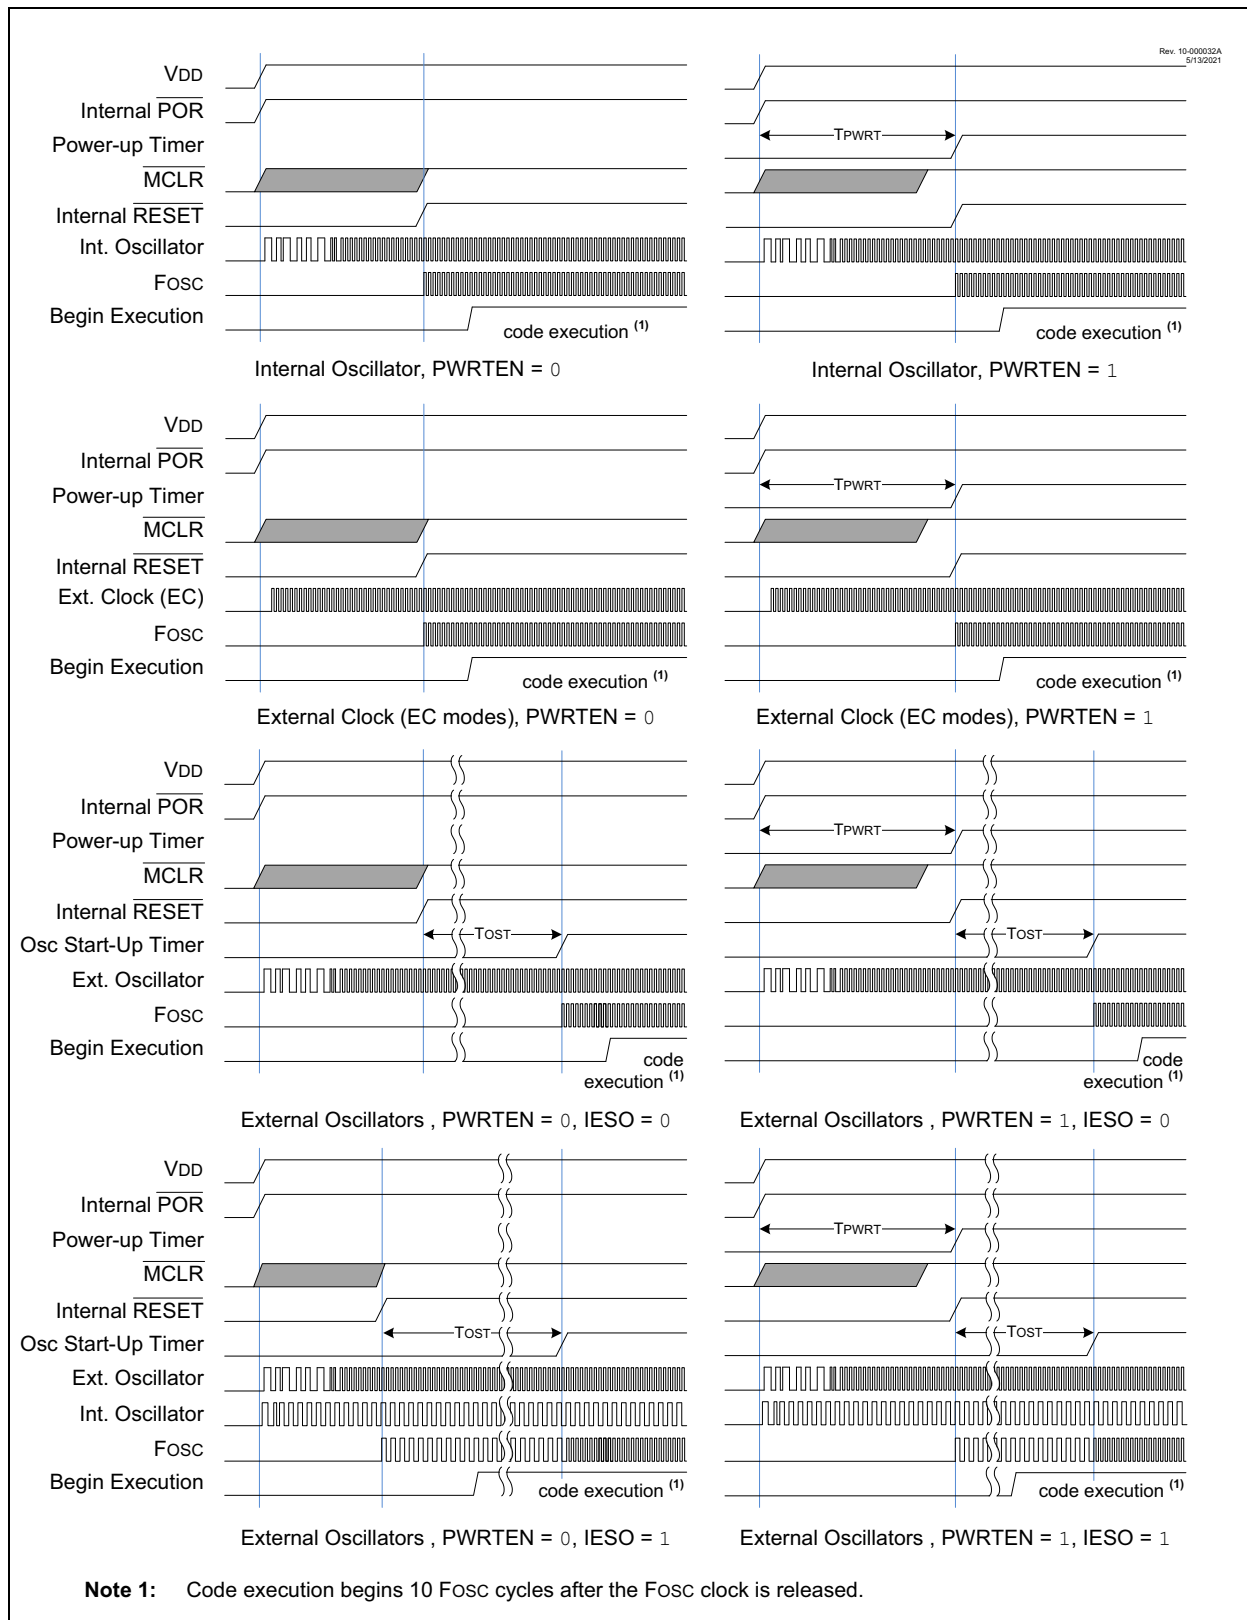 Rev. 10-000032A
5/13/2021
VDD
Internal POR
Power-up Timer
TPWRT
MCLR
Internal RESET
Int. Oscillator
FOSC
Begin Execution
code execution (1)
code execution (1)
Internal Oscillator, PWRTEN = 0
Internal Oscillator, PWRTEN = 1
VDD
Internal POR
Power-up Timer
TPWRT
MCLR
Internal RESET
Ext. Clock (EC)
FOSC
Begin Execution
code execution (1)
code execution (1)
External Clock (EC modes), PWRTEN = 0
External Clock (EC modes), PWRTEN = 1
VDD
Internal POR
Power-up Timer
TPWRT
MCLR
Internal RESET
Osc Start-Up Timer
TOST
TOST
Ext. Oscillator
FOSC
Begin Execution
code
execution (1)
code
execution (1)
External Oscillators , PWRTEN = 0, IESO = 0
External Oscillators , PWRTEN = 1, IESO = 0
VDD
Internal POR
Power-up Timer
TPWRT
MCLR
Internal RESET
Osc Start-Up Timer
TOST
TOST
Ext. Oscillator
Int. Oscillator
FOSC
Begin Execution
code execution (1)
code execution (1)
External Oscillators , PWRTEN = 0, IESO = 1
External Oscillators , PWRTEN = 1, IESO = 1
Note 1: Code execution begins 10 FOSC cycles after the FOSC clock is released.